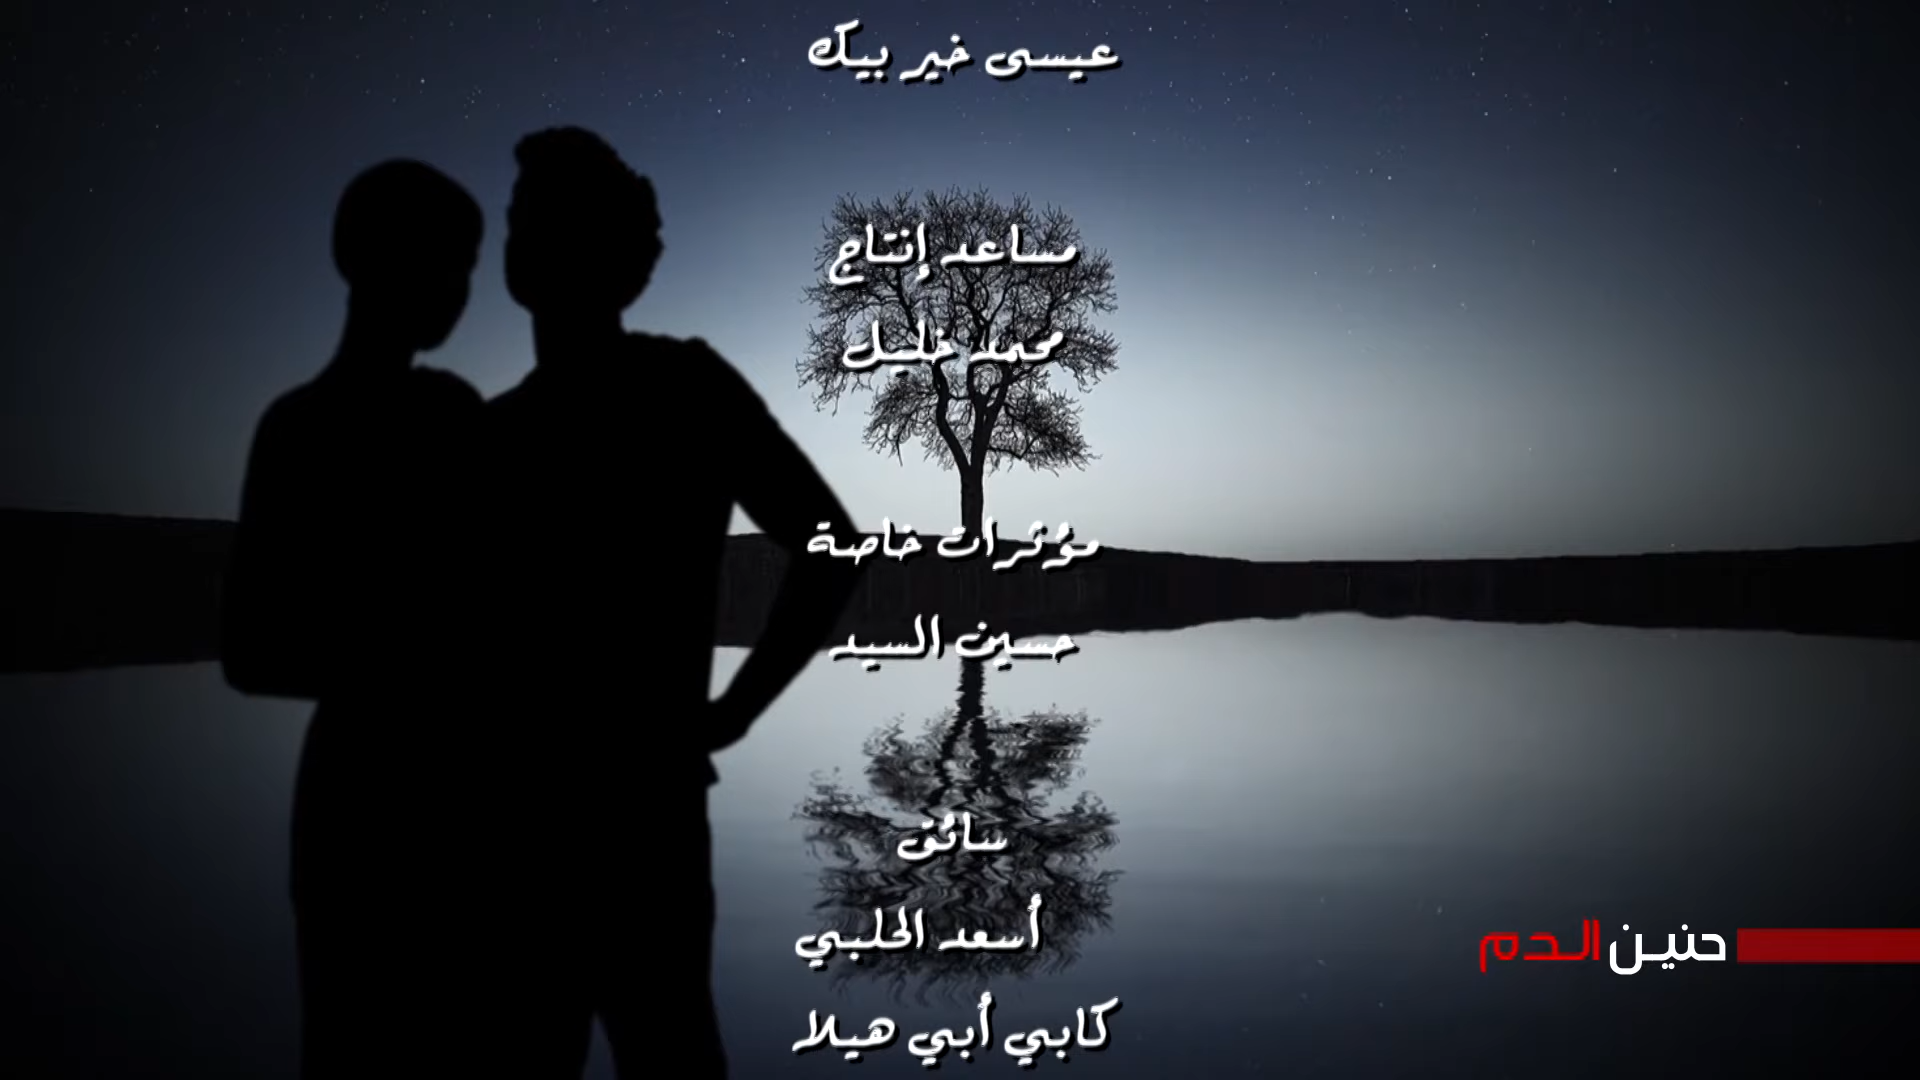 عيسى خير بيك
مساعد إنتاج
محمد خليل
مؤثرات خاصة
حسين السيد
سائق
أسعد الحلبي
كابي أبي هيلا
حنين الدم